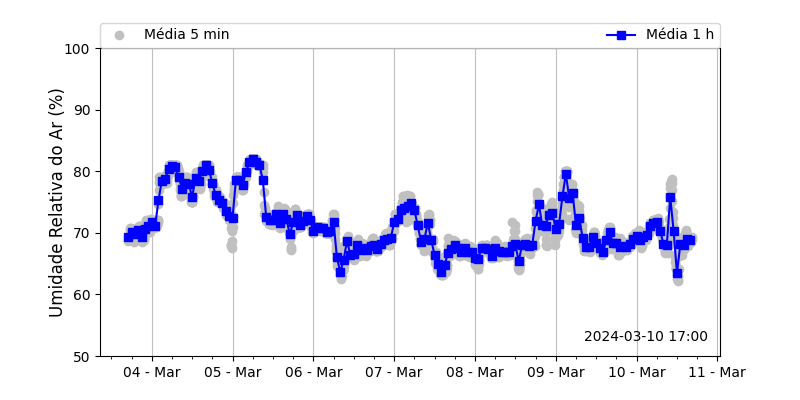 Média 5 min
Média 1 h
Umidade Relativa do Ar (%)
100
90
80
70
60
50
2024-03-10 17:00
04 - Mar
05 - Mar
06 - Mar
07 - Mar
08 - Mar
09 - Mar
10 - Mar
11 - Mar